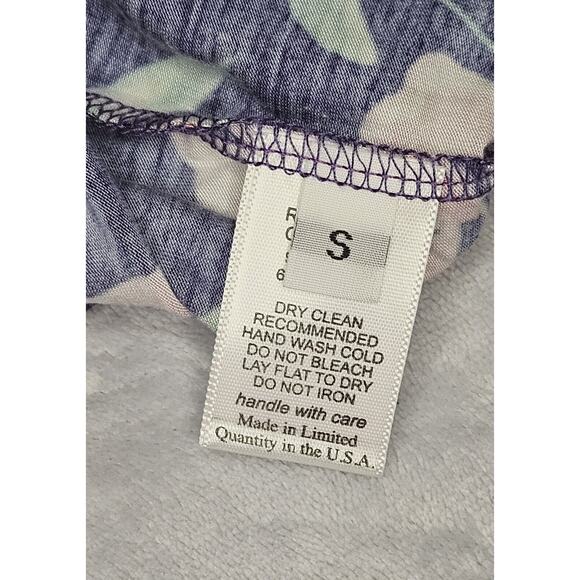 S
6
DRY CLEAN
RECOMMENDED
HAND WASH COLD
DO NOT BLEACH
LAY FLAT TO DRY
DO NOT IRON
handle with care
Made in Limited
Quantity in the U.S.A.